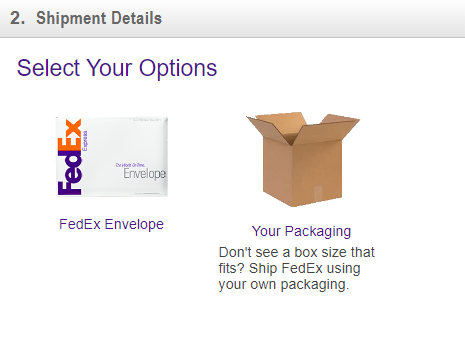 2. Shipment Details
Select Your Options
FedEx
Express
Envelope
FedEx Envelope
Your Packaging
Don't see a box size that
fits? Ship FedEx using
your own packaging.